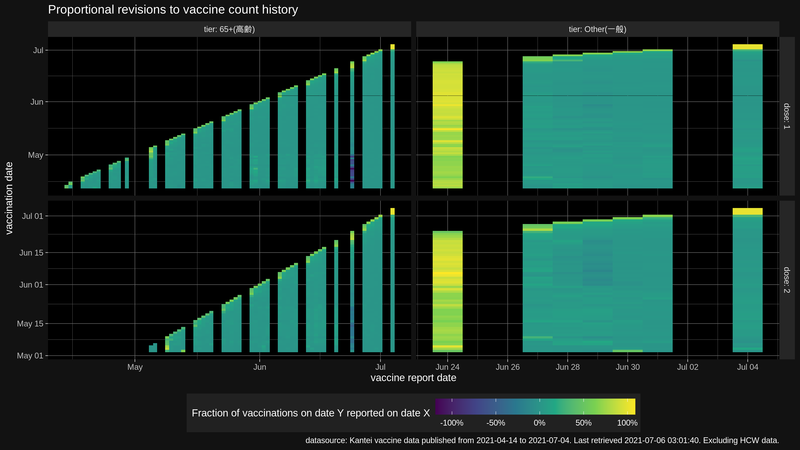 Proportional revisions to vaccine count history
tier: 65+(高齢)
tier: Other(一般)
Jul
Jun
May
dose: 1
vaccination date
Jul 01
Jun 15
Jun 01
May 15
May 01
dose: 2
May
Jun
Jul
Jun 24
Jun 26
Jun 28
Jun 30
Jul 02
Jul 04
vaccine report date
Fraction of vaccinations on date Y reported on date X
-100%
-50%
0%
50%
100%
datasource: Kantei vaccine data published from 2021-04-14 to 2021-07-04. Last retrieved 2021-07-06 03:01:40. Excluding HCW data.